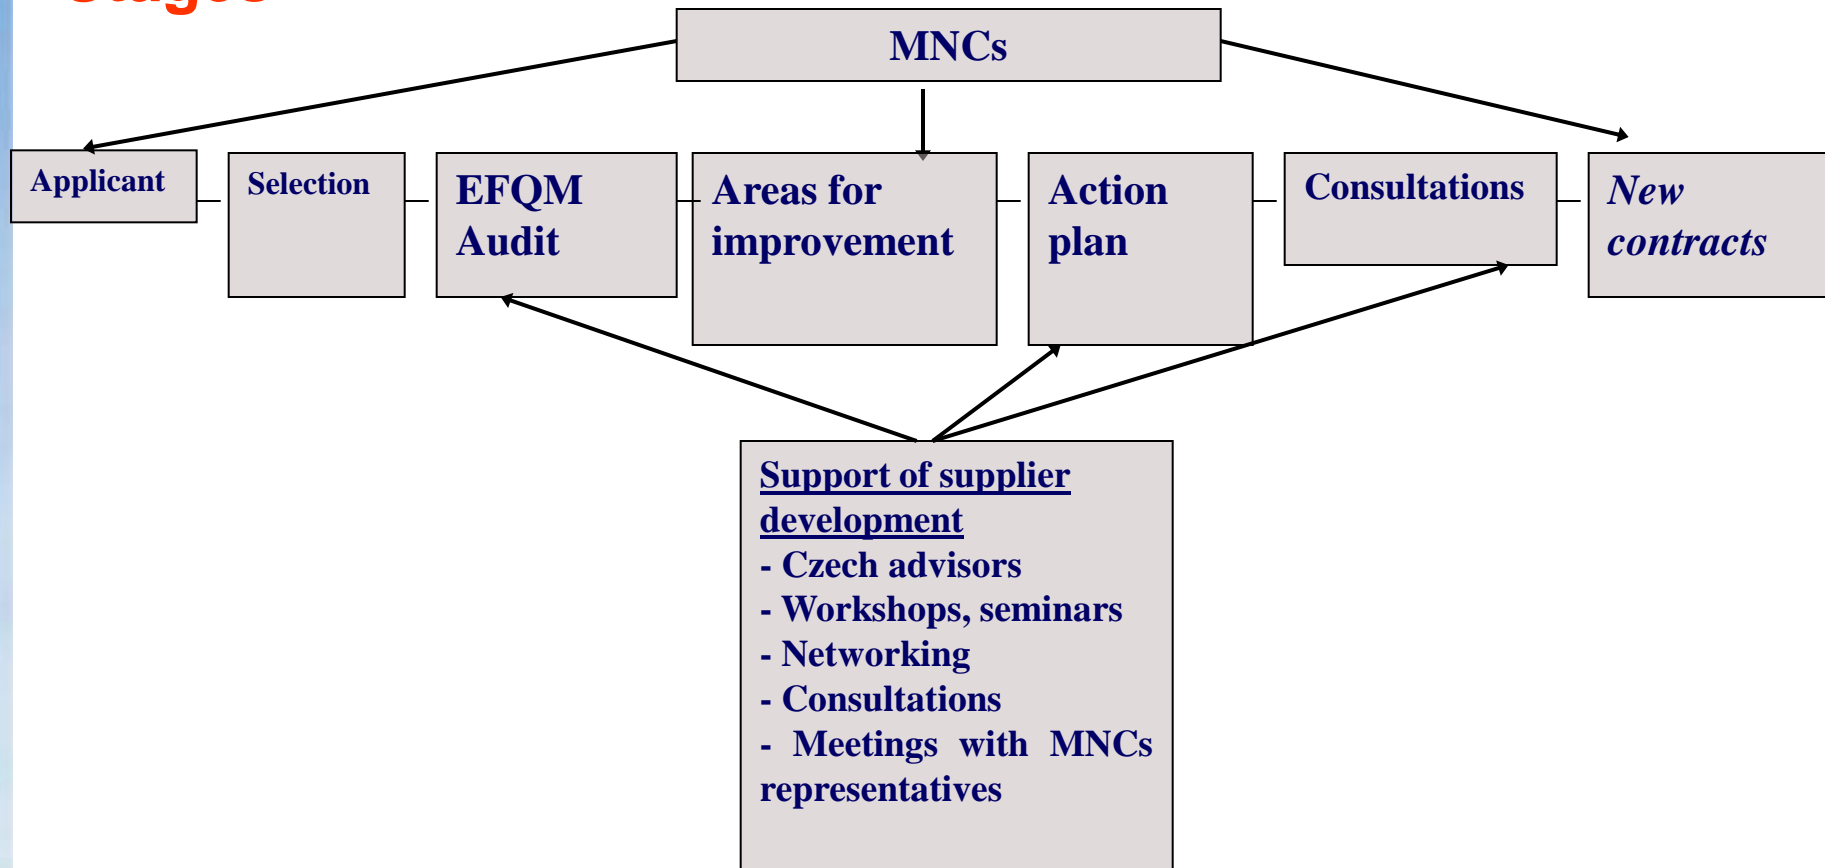 Stages
MNCs
Applicant
Selection
EFQM
Audit
Areas for
improvement
Action
plan
Consultations
New
contracts
Support of supplier
development
- Czech advisors
- Workshops, seminars
- Networking
- Consultations
- Meetings with MNCs
representatives